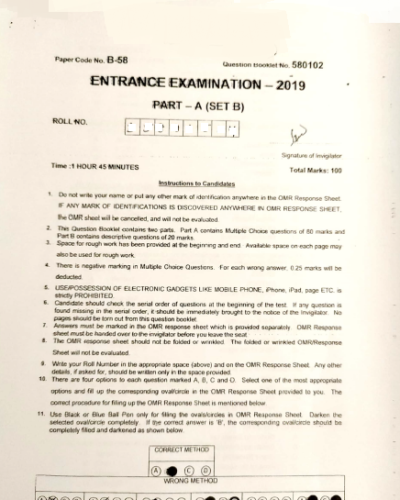 Paper Code No. B-58
Question Booklet No. 580102
ENTRANCE EXAMINATION – 2019
PART – A (SET B)
ROLL NO.
Signature of Invigilator
Time :1 HOUR 45 MINUTES
Total Marks: 100
Instructions to Candidates
1. Do not write your name or put any other mark of identification anywhere in the OMR Response Sheet.
IF ANY MARK OF IDENTIFICATIONS IS DISCOVERED ANYWHERE IN OMR RESPONSE SHEET,
the OMR sheet will be cancelled, and will not be evaluated.
2. This Question Booklet contains two parts. Part A contains Multiple Choice Questions of 80 marks and
Part B contains descriptive questions of 20 marks.
3. Space for rough work has been provided at the beginning and end. Available space on each page may
also be used for rough work.
4. There is negative marking in Multiple Choice Questions. For each wrong answer, 0.25 marks will be
deducted.
5. USE/POSSESSION OF ELECTRONIC GADGETS LIKE MOBILE PHONE, iPhone, iPad, page ETC. is
strictly PROHIBITED.
6. Candidate should check the serial order of questions at the beginning of the test. If any question is
found missing in the serial order, it should be immediately brought to the notice of the Invigilator. No
pages should be torn out from this question booklet.
7. Answers must be marked in the OMR response sheet which is provided separately. OMR Response
sheet must be handed over to the invigilator before you leave the seat.
8. The OMR response sheet should not be folded or wrinkled. The folded or wrinkled OMR/Response
Sheet will not be evaluated.
9. Write your Roll Number in the appropriate space (above) and on the OMR Response Sheet. Any other
details, if asked for, should be written only in the space provided.
10. There are four options to each question marked A, B, C and D. Select one of the most appropriate
options and fill up the corresponding oval/circle in the OMR Response Sheet provided to you. The
correct procedure for filling up the OMR Response Sheet is mentioned below.
11. Use Black or Blue Ball Pen only for filling the ovals/circles in OMR Response Sheet. Darken the
selected oval/circle completely. If the correct answer is 'B', the corresponding oval/circle should be
completely filled and darkened as shown below.
CORRECT METHOD
A C D
WRONG METHOD